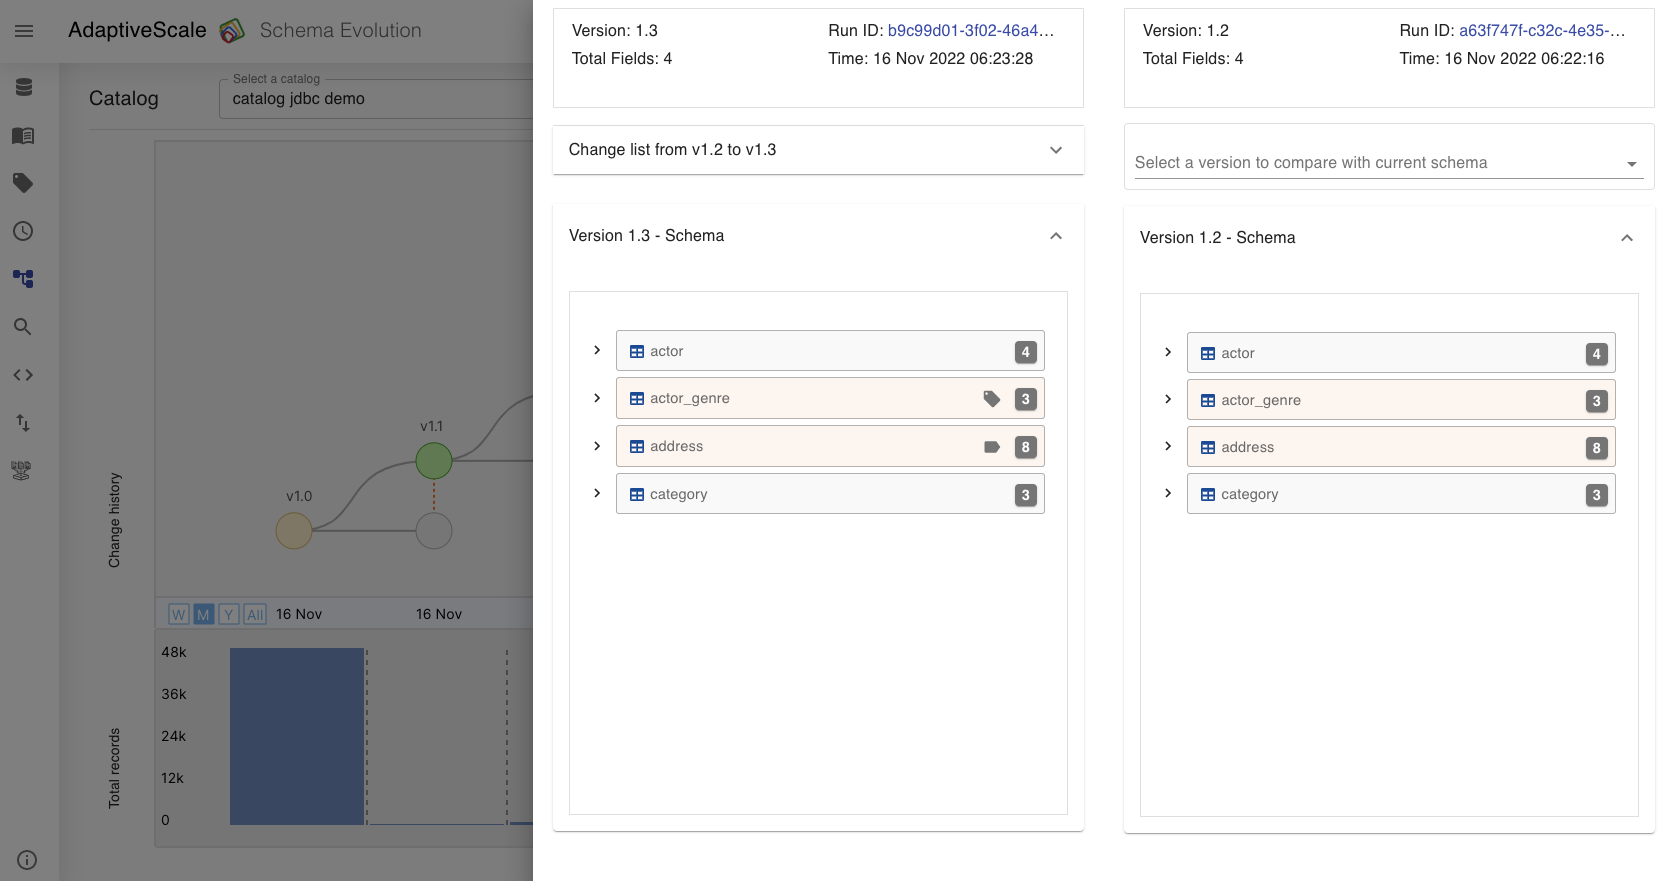 AdaptiveScale Schema Evolution
Catalog
Select a catalog
catalog jdbc demo
v1.1
v1.0
Change history
W M Y All 16 Nov 16 Nov
48k
36k
24k
12k
0
Total records
Version: 1.3
Run ID: b9c99d01-3f02-46a4...
Total Fields: 4
Time: 16 Nov 2022 06:23:28
Change list from v1.2 to v1.3
Version 1.3 - Schema
actor 4
actor_genre 3
address 8
category 3
Version: 1.2
Run ID: a63f747f-c32c-4e35-...
Total Fields: 4
Time: 16 Nov 2022 06:22:16
Select a version to compare with current schema
Version 1.2 - Schema
actor 4
actor_genre 3
address 8
category 3